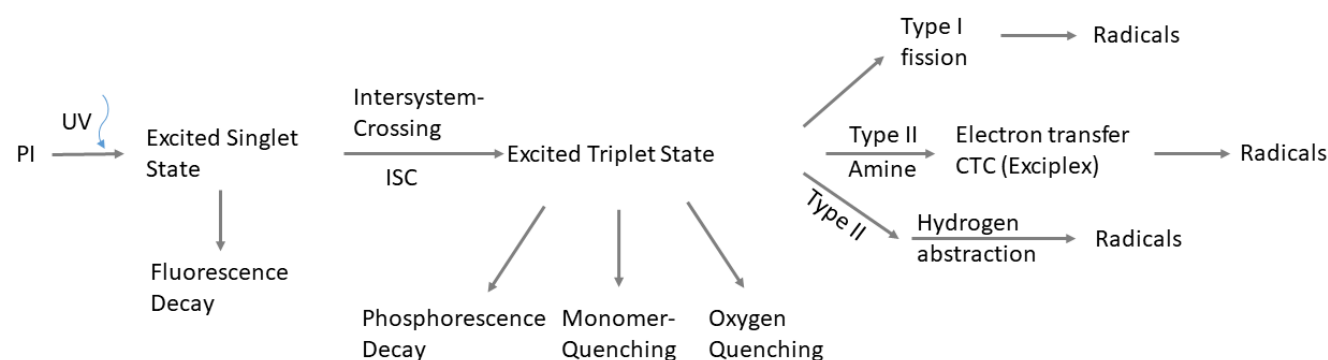 PI
UV
Excited Singlet
State
Fluorescence
Decay
Intersystem-
Crossing
ISC
Excited Triplet State
Phosphorescence
Decay
Monomer-
Quenching
Oxygen
Quenching
Type I
fission
Radicals
Type II
Amine
Electron transfer
CTC (Exciplex)
Radicals
Type II
Hydrogen
abstraction
Radicals